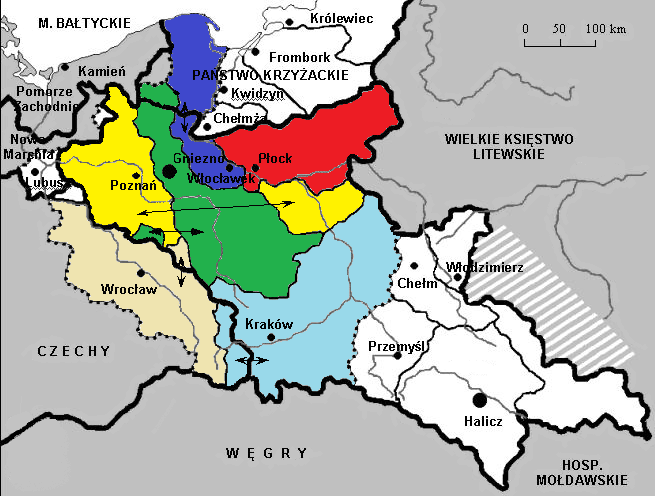 M. BAŁTYCKIE
Królewiec
0 50 100 km
Frombork
Kamień
PAŃSTWO KRZYŻACKIE
Pomorze
Zachodnie
Kwidzyn
Chełmża
Nowa
Marchia
WIELKIE KSIĘSTWO
LITEWSKIE
Gniezno
Płock
Lubus
Poznań
Włocławek
Włodzimierz
Chełm
Wrocław
Kraków
Przemyśl
CZECHY
Halicz
WĘGRY
HOSP.
MOŁDAWSKIE